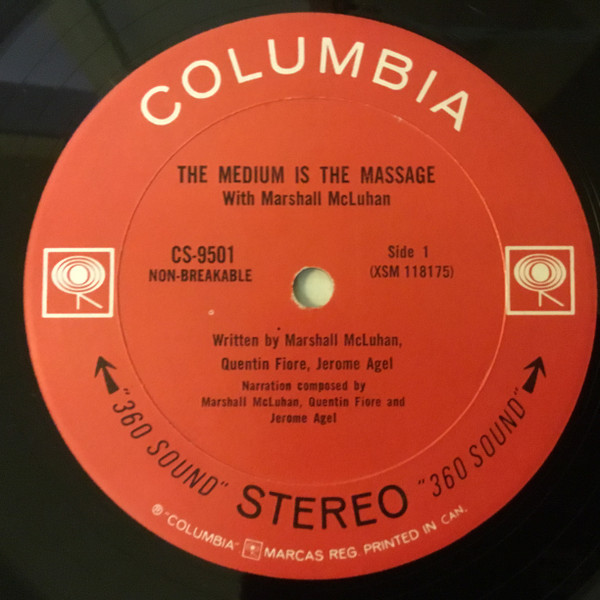 COLUMBIA
THE MEDIUM IS THE MASSAGE
With Marshall McLuhan
CS-9501
NON-BREAKABLE
Side 1
(XSM 118175)
Written by Marshall McLuhan,
Quentin Fiore, Jerome Agel
Narration composed by
Marshall McLuhan, Quentin Fiore and
Jerome Agel
"360 SOUND" STEREO "360 SOUND"
® "COLUMBIA" MARCAS REG. PRINTED IN CAN.